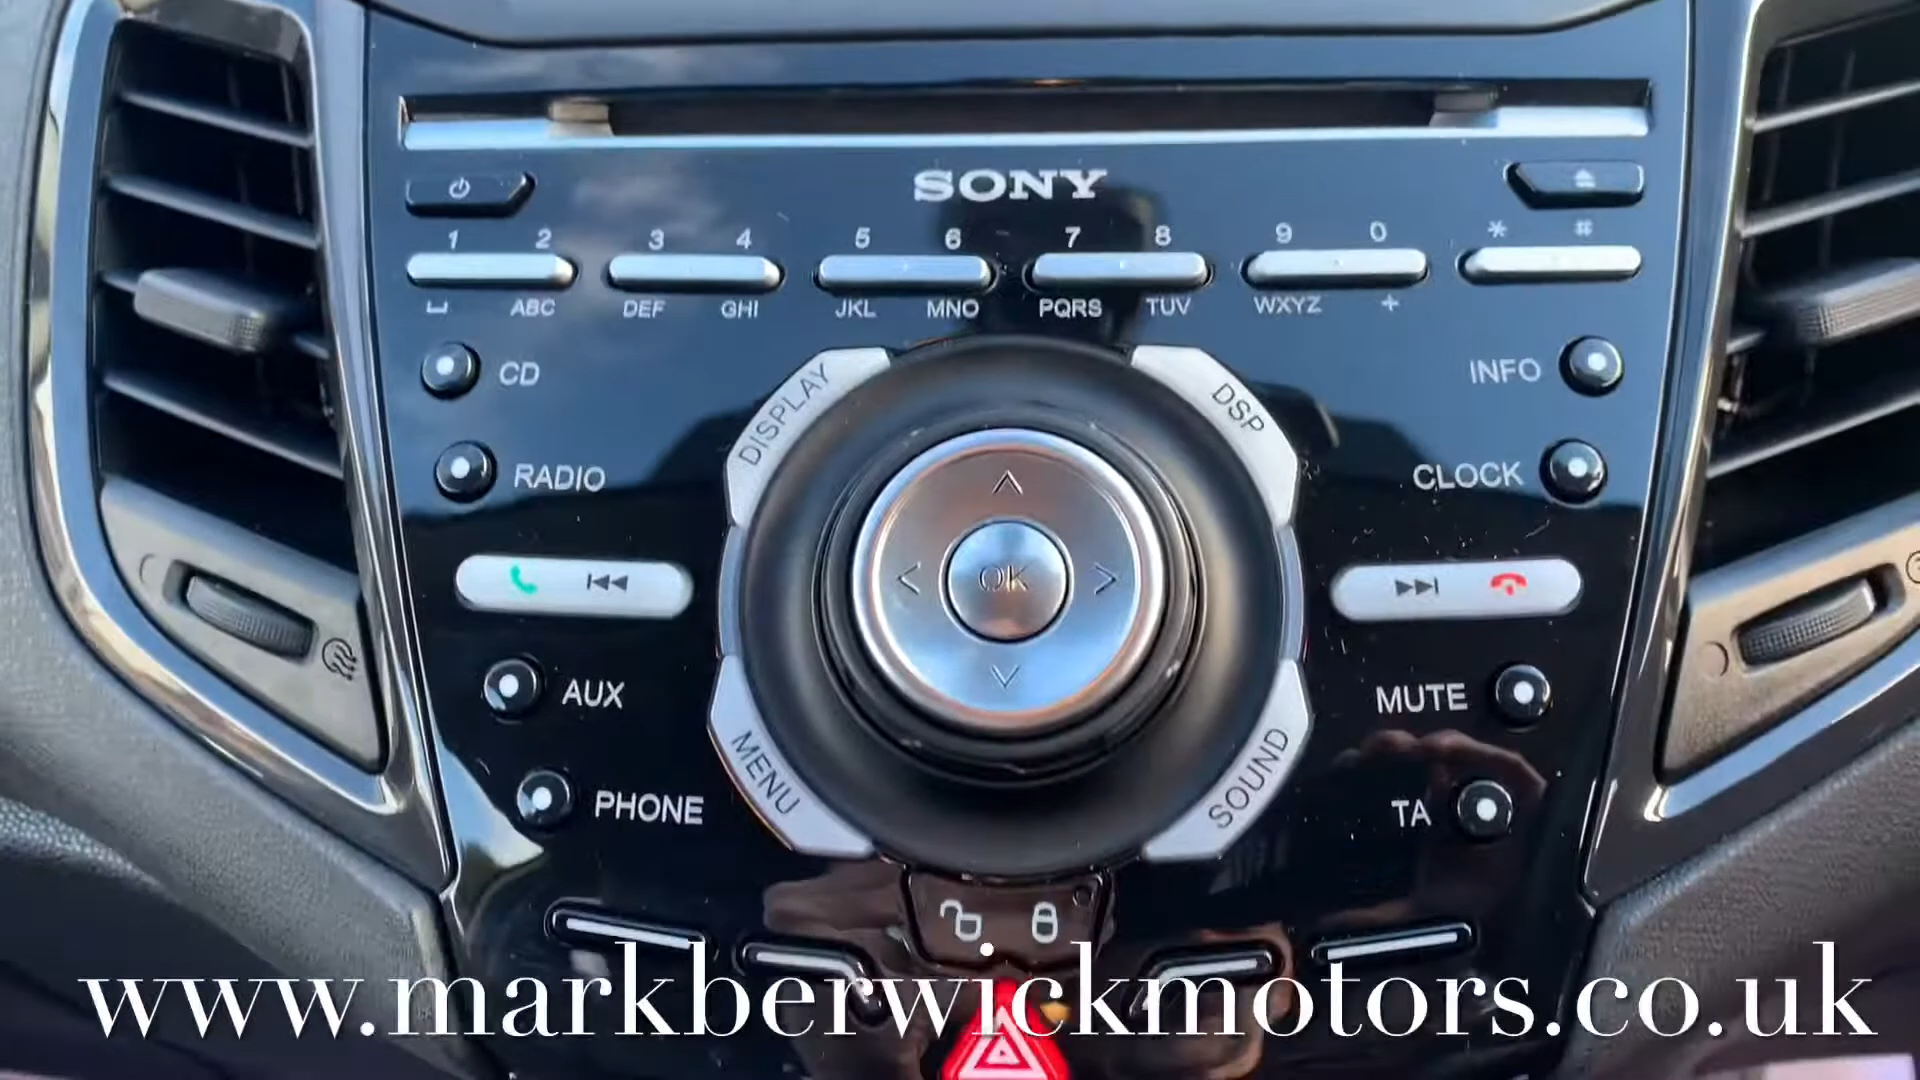 SONY
1 2 3 4 5 6 7 8 9 0 * #
ABC DEF GHI JKL MNO PQRS TUV WXYZ +
CD
DISPLAY
DSP
INFO
RADIO
CLOCK
OK
AUX
MUTE
MENU
SOUND
PHONE
TA
www.markberwickmotors.co.uk